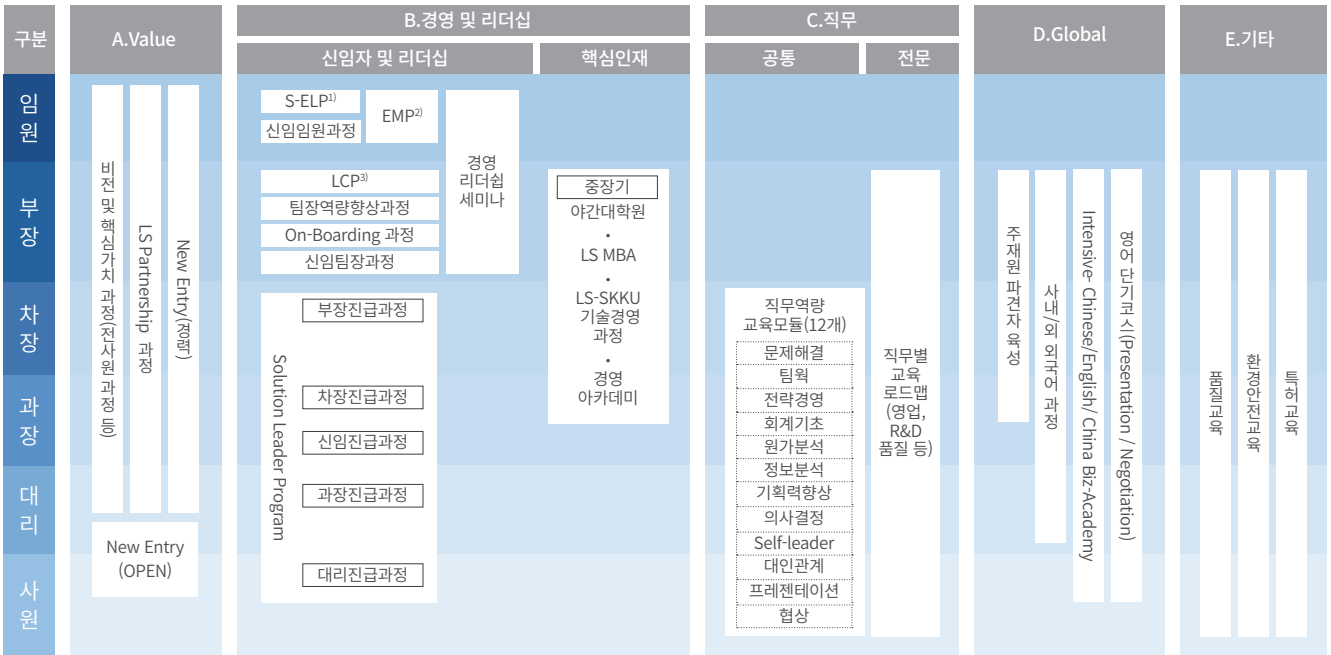 구분
A.Value
B.경영 및 리더십
신임자 및 리더십
핵심인재
C.직무
공통
전문
D.Global
E.기타
임
원
부
장
차
장
과
장
대
리
사
원
비전 및 핵심가치 과정(전사원 과정 등)
LS Partnership 과정
New Entry(경력)
New Entry
(OPEN)
S-ELP1)
신임임원과정
EMP2)
경영
리더쉽
세미나
LCP3)
팀장역량향상과정
On-Boarding 과정
신임팀장과정
Solution Leader Program
부장진급과정
차장진급과정
신임진급과정
과장진급과정
대리진급과정
중장기
야간대학원
•
LS MBA
•
LS-SKKU
기술경영
과정
•
경영
아카데미
직무역량
교육모듈(12개)
문제해결
팀웍
전략경영
회계기초
원가분석
정보분석
기획력향상
의사결정
Self-leader
대인관계
프레젠테이션
협상
직무별
교육
로드맵
(영업,
R&D
품질 등)
주재원 파견자 육성
사내/외 외국어 과정
Intensive- Chinese/English/ China Biz-Academy
영어 단기코스(Presentation / Negotiation)
품질교육
환경안전교육
특허교육